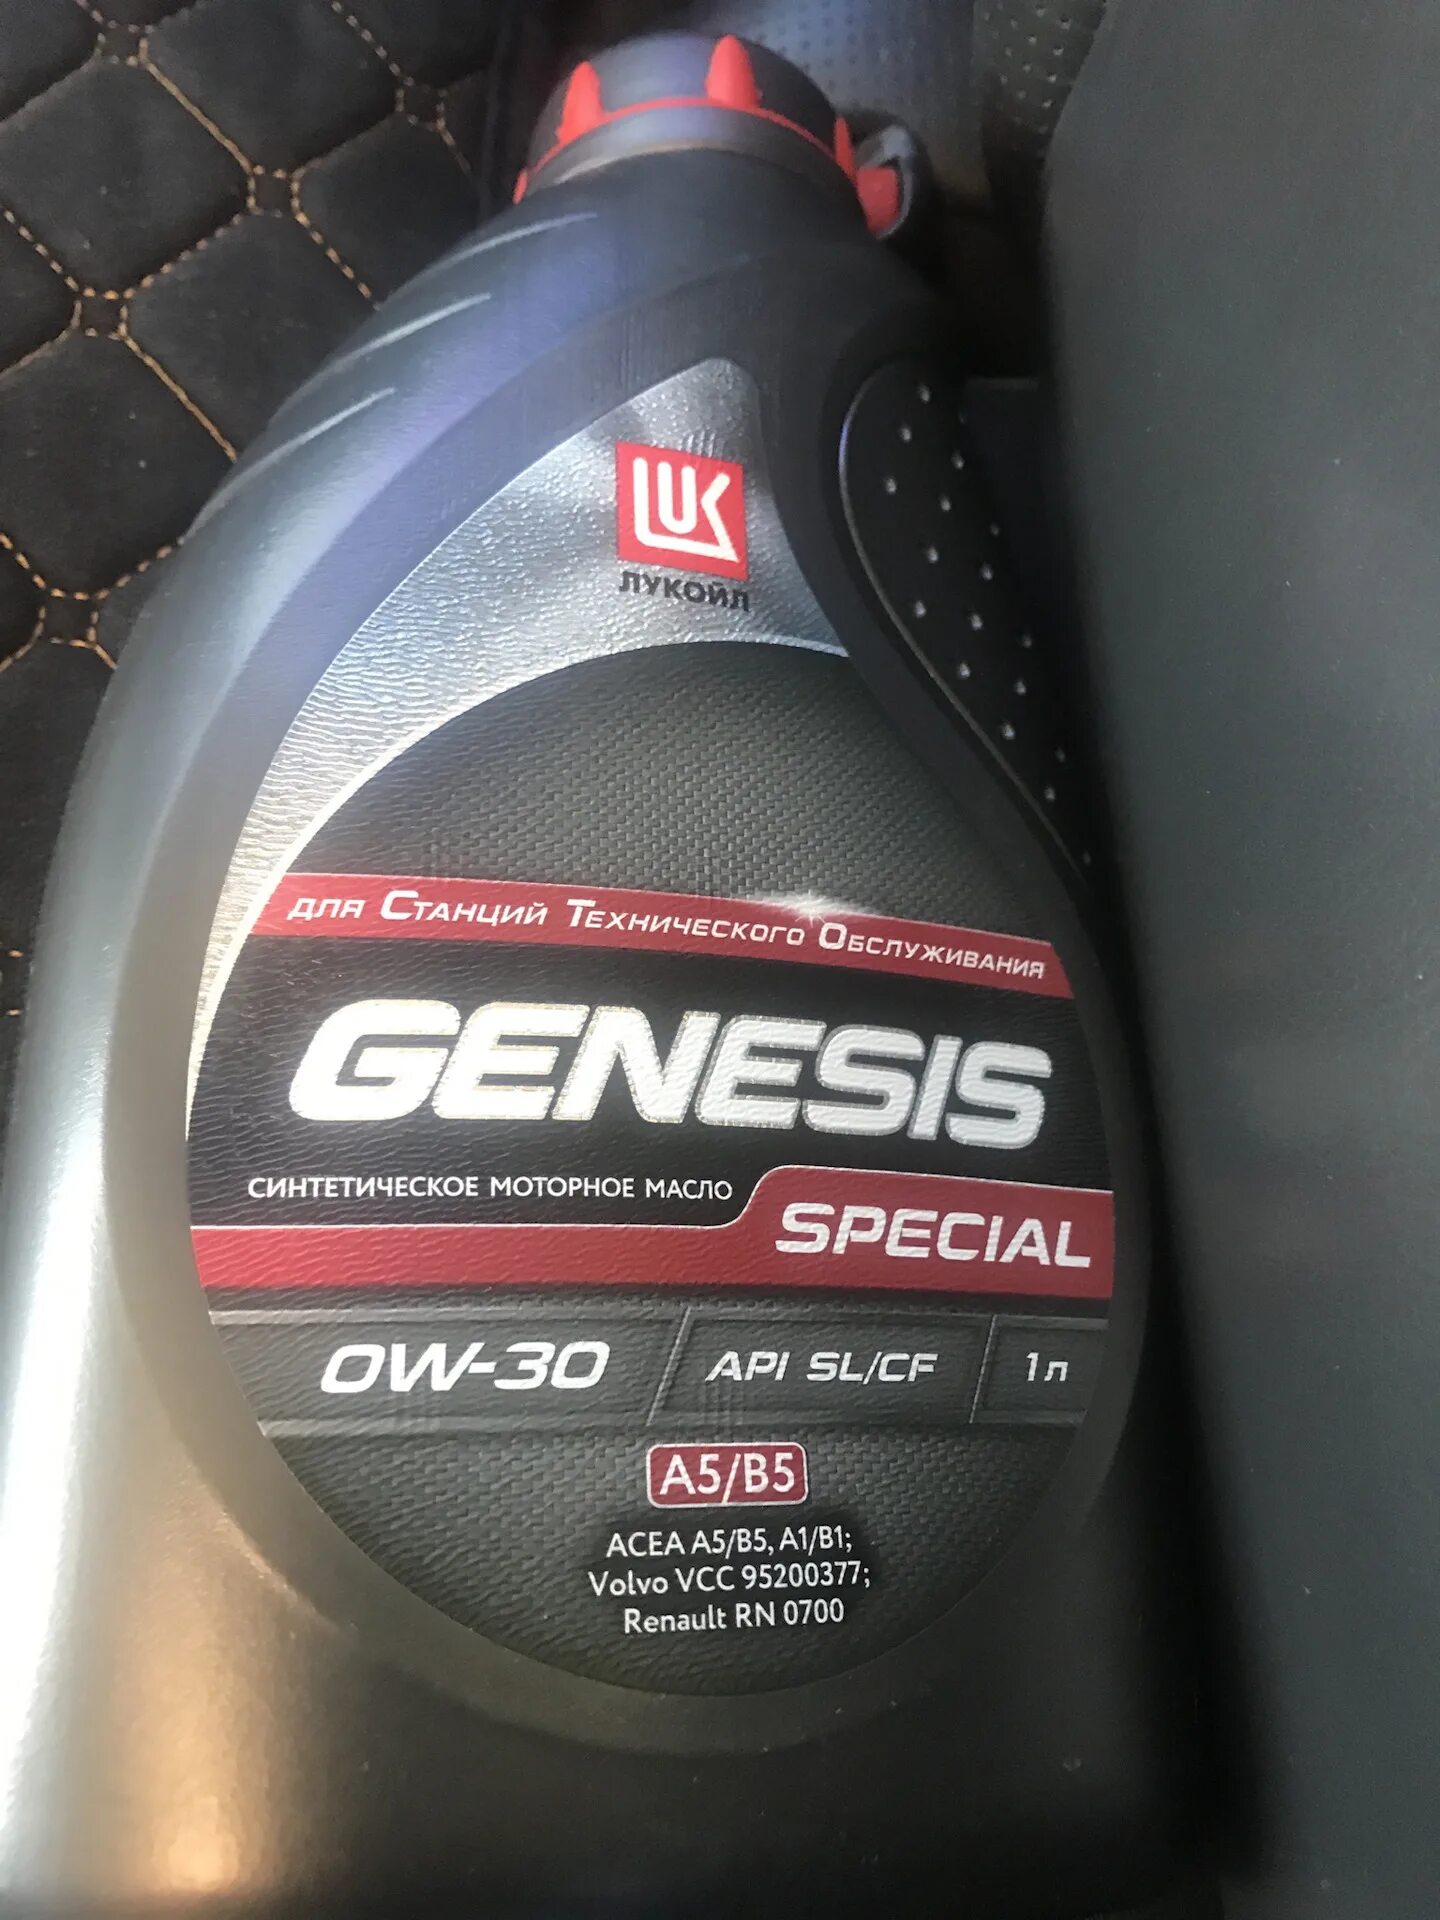 LUK
ЛУКОЙЛ
для Станций Технического Обслуживания
GENESIS
СИНТЕТИЧЕСКОЕ МОТОРНОЕ МАСЛО
SPECIAL
0W-30 API SL/CF 1л
A5/B5
ACEA A5/B5, A1/B1;
Volvo VCC 95200377;
Renault RN 0700